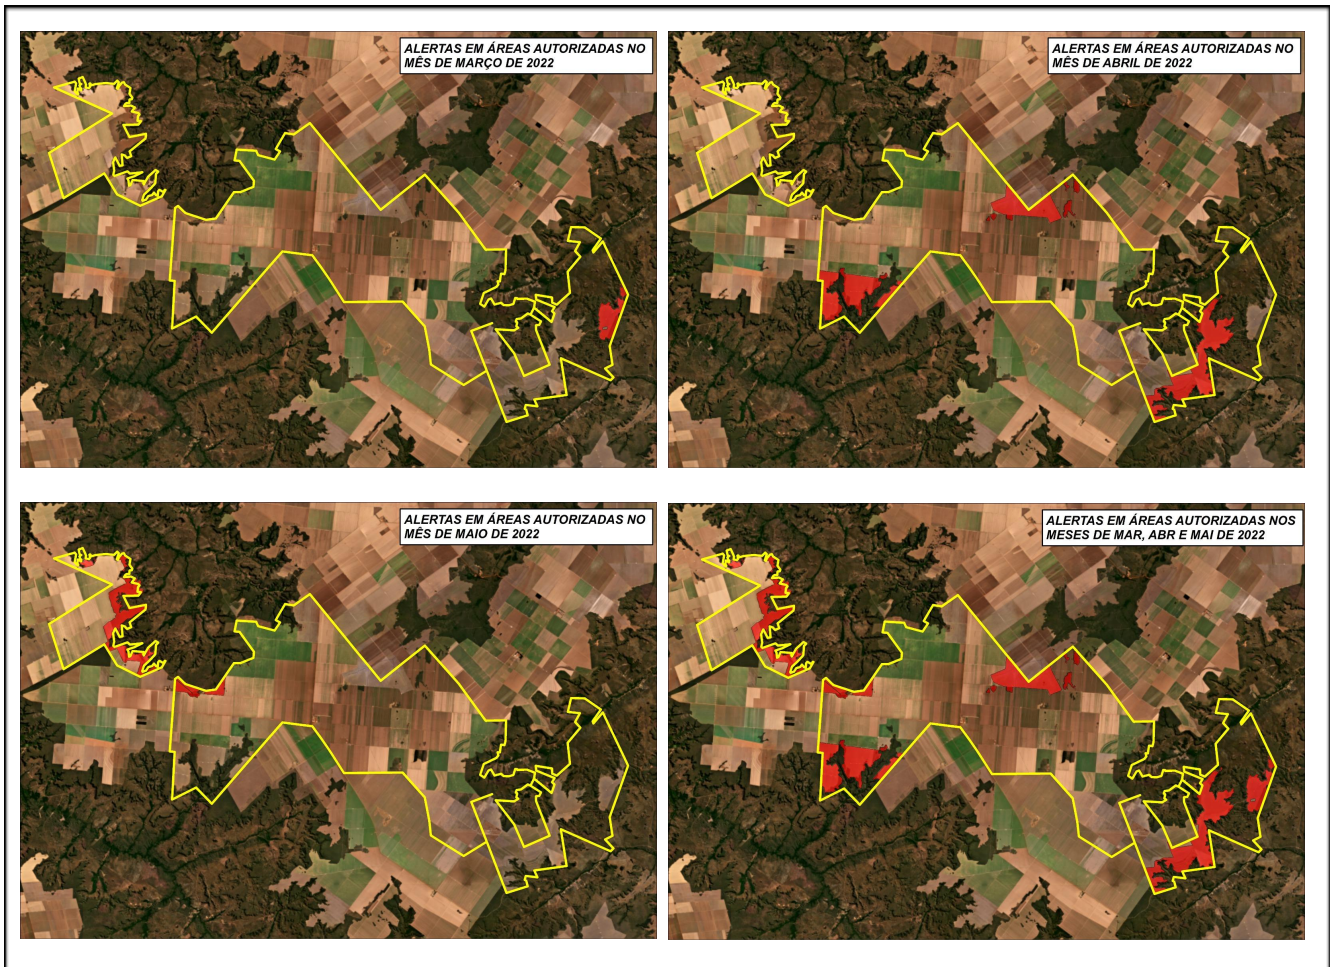 ALERTAS EM ÁREAS AUTORIZADAS NO
MÊS DE MARÇO DE 2022
ALERTAS EM ÁREAS AUTORIZADAS NO
MÊS DE ABRIL DE 2022
ALERTAS EM ÁREAS AUTORIZADAS NO
MÊS DE MAIO DE 2022
ALERTAS EM ÁREAS AUTORIZADAS NOS
MESES DE MAR, ABR E MAI DE 2022